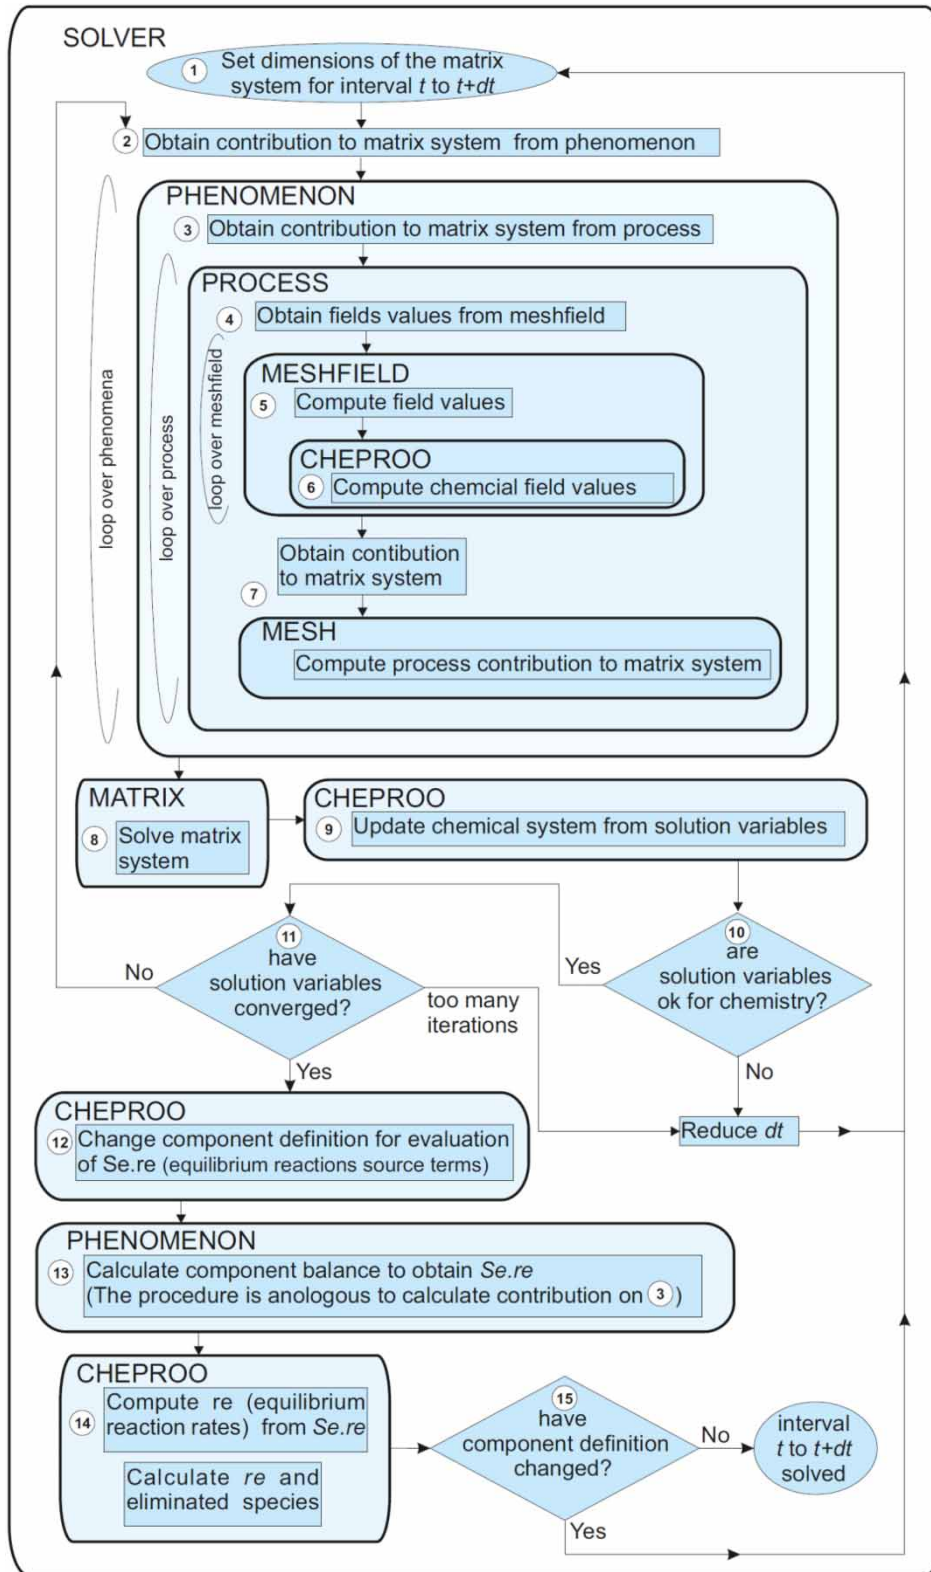 SOLVER
1
Set dimensions of the matrix
system for interval t to t+dt
2
Obtain contribution to matrix system from phenomenon
PHENOMENON
3
Obtain contribution to matrix system from process
PROCESS
4
Obtain fields values from meshfield
MESHFIELD
5
Compute field values
CHEPROO
6
Compute chemcial field values
loop over phenomena
loop over process
loop over meshfield
Obtain contibution
to matrix system
7
MESH
Compute process contribution to matrix system
MATRIX
8
Solve matrix
system
CHEPROO
9
Update chemical system from solution variables
10
are
solution variables
ok for chemistry?
Yes
No
11
have
solution variables
converged?
No
too many
iterations
Yes
Reduce dt
CHEPROO
12
Change component definition for evaluation
of Se.re (equilibrium reactions source terms)
PHENOMENON
13
Calculate component balance to obtain Se.re
(The procedure is anologous to calculate contribution on 3 )
CHEPROO
14
Compute re (equilibrium
reaction rates) from Se.re
Calculate re and
eliminated species
15
have
component definition
changed?
No
interval
t to t+dt
solved
Yes